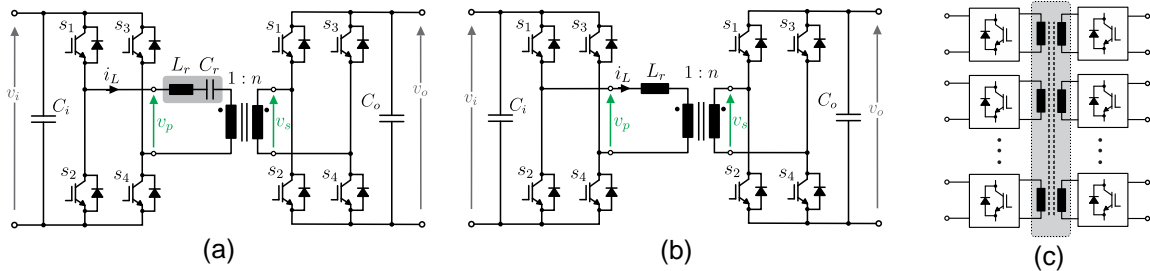 s₁ s₃ s₁ s₃
L_r C_r
1 : n
i_L
v_i C_i v_p v_s C_o v_o
s₂ s₄ s₂ s₄
(a)
s₁ s₃ s₁ s₃
i_L L_r 1 : n
v_i C_i v_p v_s C_o v_o
s₂ s₄ s₂ s₄
(b)
(c)